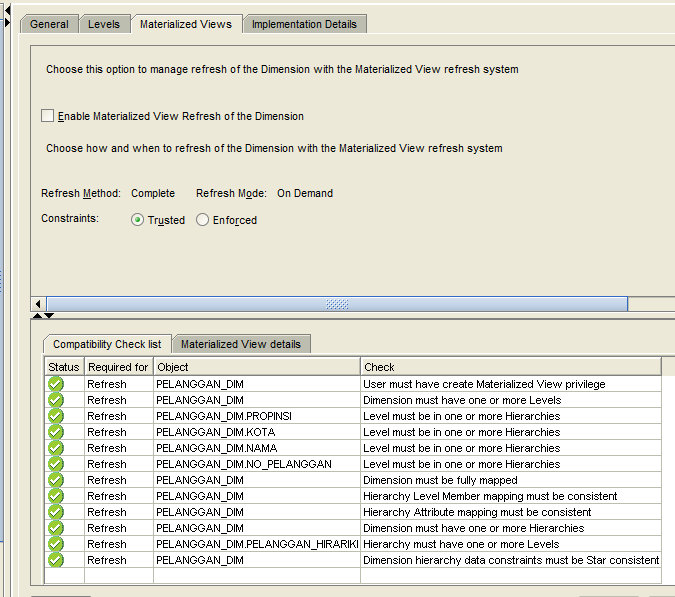 General Levels Materialized Views Implementation Details
Choose this option to manage refresh of the Dimension with the Materialized View refresh system
Enable Materialized View Refresh of the Dimension
Choose how and when to refresh of the Dimension with the Materialized View refresh system
Refresh Method: Complete Refresh Mode: On Demand
Constraints: Trusted Enforced
Compatibility Check list Materialized View details
Status Required for Object Check
Refresh PELANGGAN_DIM User must have create Materialized View privilege
Refresh PELANGGAN_DIM Dimension must have one or more Levels
Refresh PELANGGAN_DIM.PROPINSI Level must be in one or more Hierarchies
Refresh PELANGGAN_DIM.KOTA Level must be in one or more Hierarchies
Refresh PELANGGAN_DIM.NAMA Level must be in one or more Hierarchies
Refresh PELANGGAN_DIM.NO_PELANGGAN Level must be in one or more Hierarchies
Refresh PELANGGAN_DIM Dimension must be fully mapped
Refresh PELANGGAN_DIM Hierarchy Level Member mapping must be consistent
Refresh PELANGGAN_DIM Hierarchy Attribute mapping must be consistent
Refresh PELANGGAN_DIM Dimension must have one or more Hierarchies
Refresh PELANGGAN_DIM.PELANGGAN_HIRARIKI Hierarchy must have one or more Levels
Refresh PELANGGAN_DIM Dimension hierarchy data constraints must be Star consistent